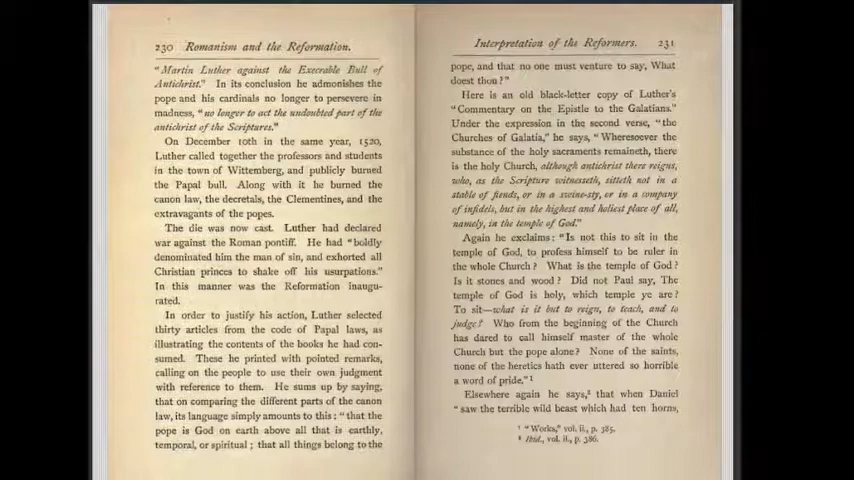 230 Romanism and the Reformation.
"Martin Luther against the Execrable Bull of
Antichrist." In its conclusion he admonishes the
pope and his cardinals no longer to persevere in
madness, "no longer to act the undoubted part of the
antichrist of the Scriptures."
On December 10th in the same year, 1520,
Luther called together the professors and students
in the town of Wittemberg, and publicly burned
the Papal bull. Along with it he burned the
canon law, the decretals, the Clementines, and the
extravagants of the popes.
The die was now cast. Luther had declared
war against the Roman pontiff. He had "boldly
denominated him the man of sin, and exhorted all
Christian princes to shake off his usurpations."
In this manner was the Reformation inaugu-
rated.
In order to justify his action, Luther selected
thirty articles from the code of Papal laws, as
illustrating the contents of the books he had con-
sumed. These he printed with pointed remarks,
calling on the people to use their own judgment
with reference to them. He sums up by saying,
that on comparing the different parts of the canon
law, its language simply amounts to this: "that the
pope is God on earth above all that is earthly,
temporal, or spiritual; that all things belong to the
Interpretation of the Reformers. 231
pope, and that no one must venture to say, What
doest thou?"
Here is an old black-letter copy of Luther's
"Commentary on the Epistle to the Galatians."
Under the expression in the second verse, "the
Churches of Galatia," he says, "Wheresoever the
substance of the holy sacraments remaineth, there
is the holy Church, although antichrist there reigns,
who, as the Scripture witnesseth, sitteth not in a
stable of fiends, or in a swine-sty, or in a company
of infidels, but in the highest and holiest place of all,
namely, in the temple of God."
Again he exclaims: "Is not this to sit in the
temple of God, to profess himself to be ruler in
the whole Church? What is the temple of God?
Is it stones and wood? Did not Paul say, The
temple of God is holy, which temple ye are?
To sit—what is it but to reign, to teach, and to
judge? Who from the beginning of the Church
has dared to call himself master of the whole
Church but the pope alone? None of the saints,
none of the heretics hath ever uttered so horrible
a word of pride."¹
Elsewhere again he says,² that when Daniel
"saw the terrible wild beast which had ten horns,
¹ "Works," vol. ii., p. 385.
² Ibid., vol. ii., p. 386.